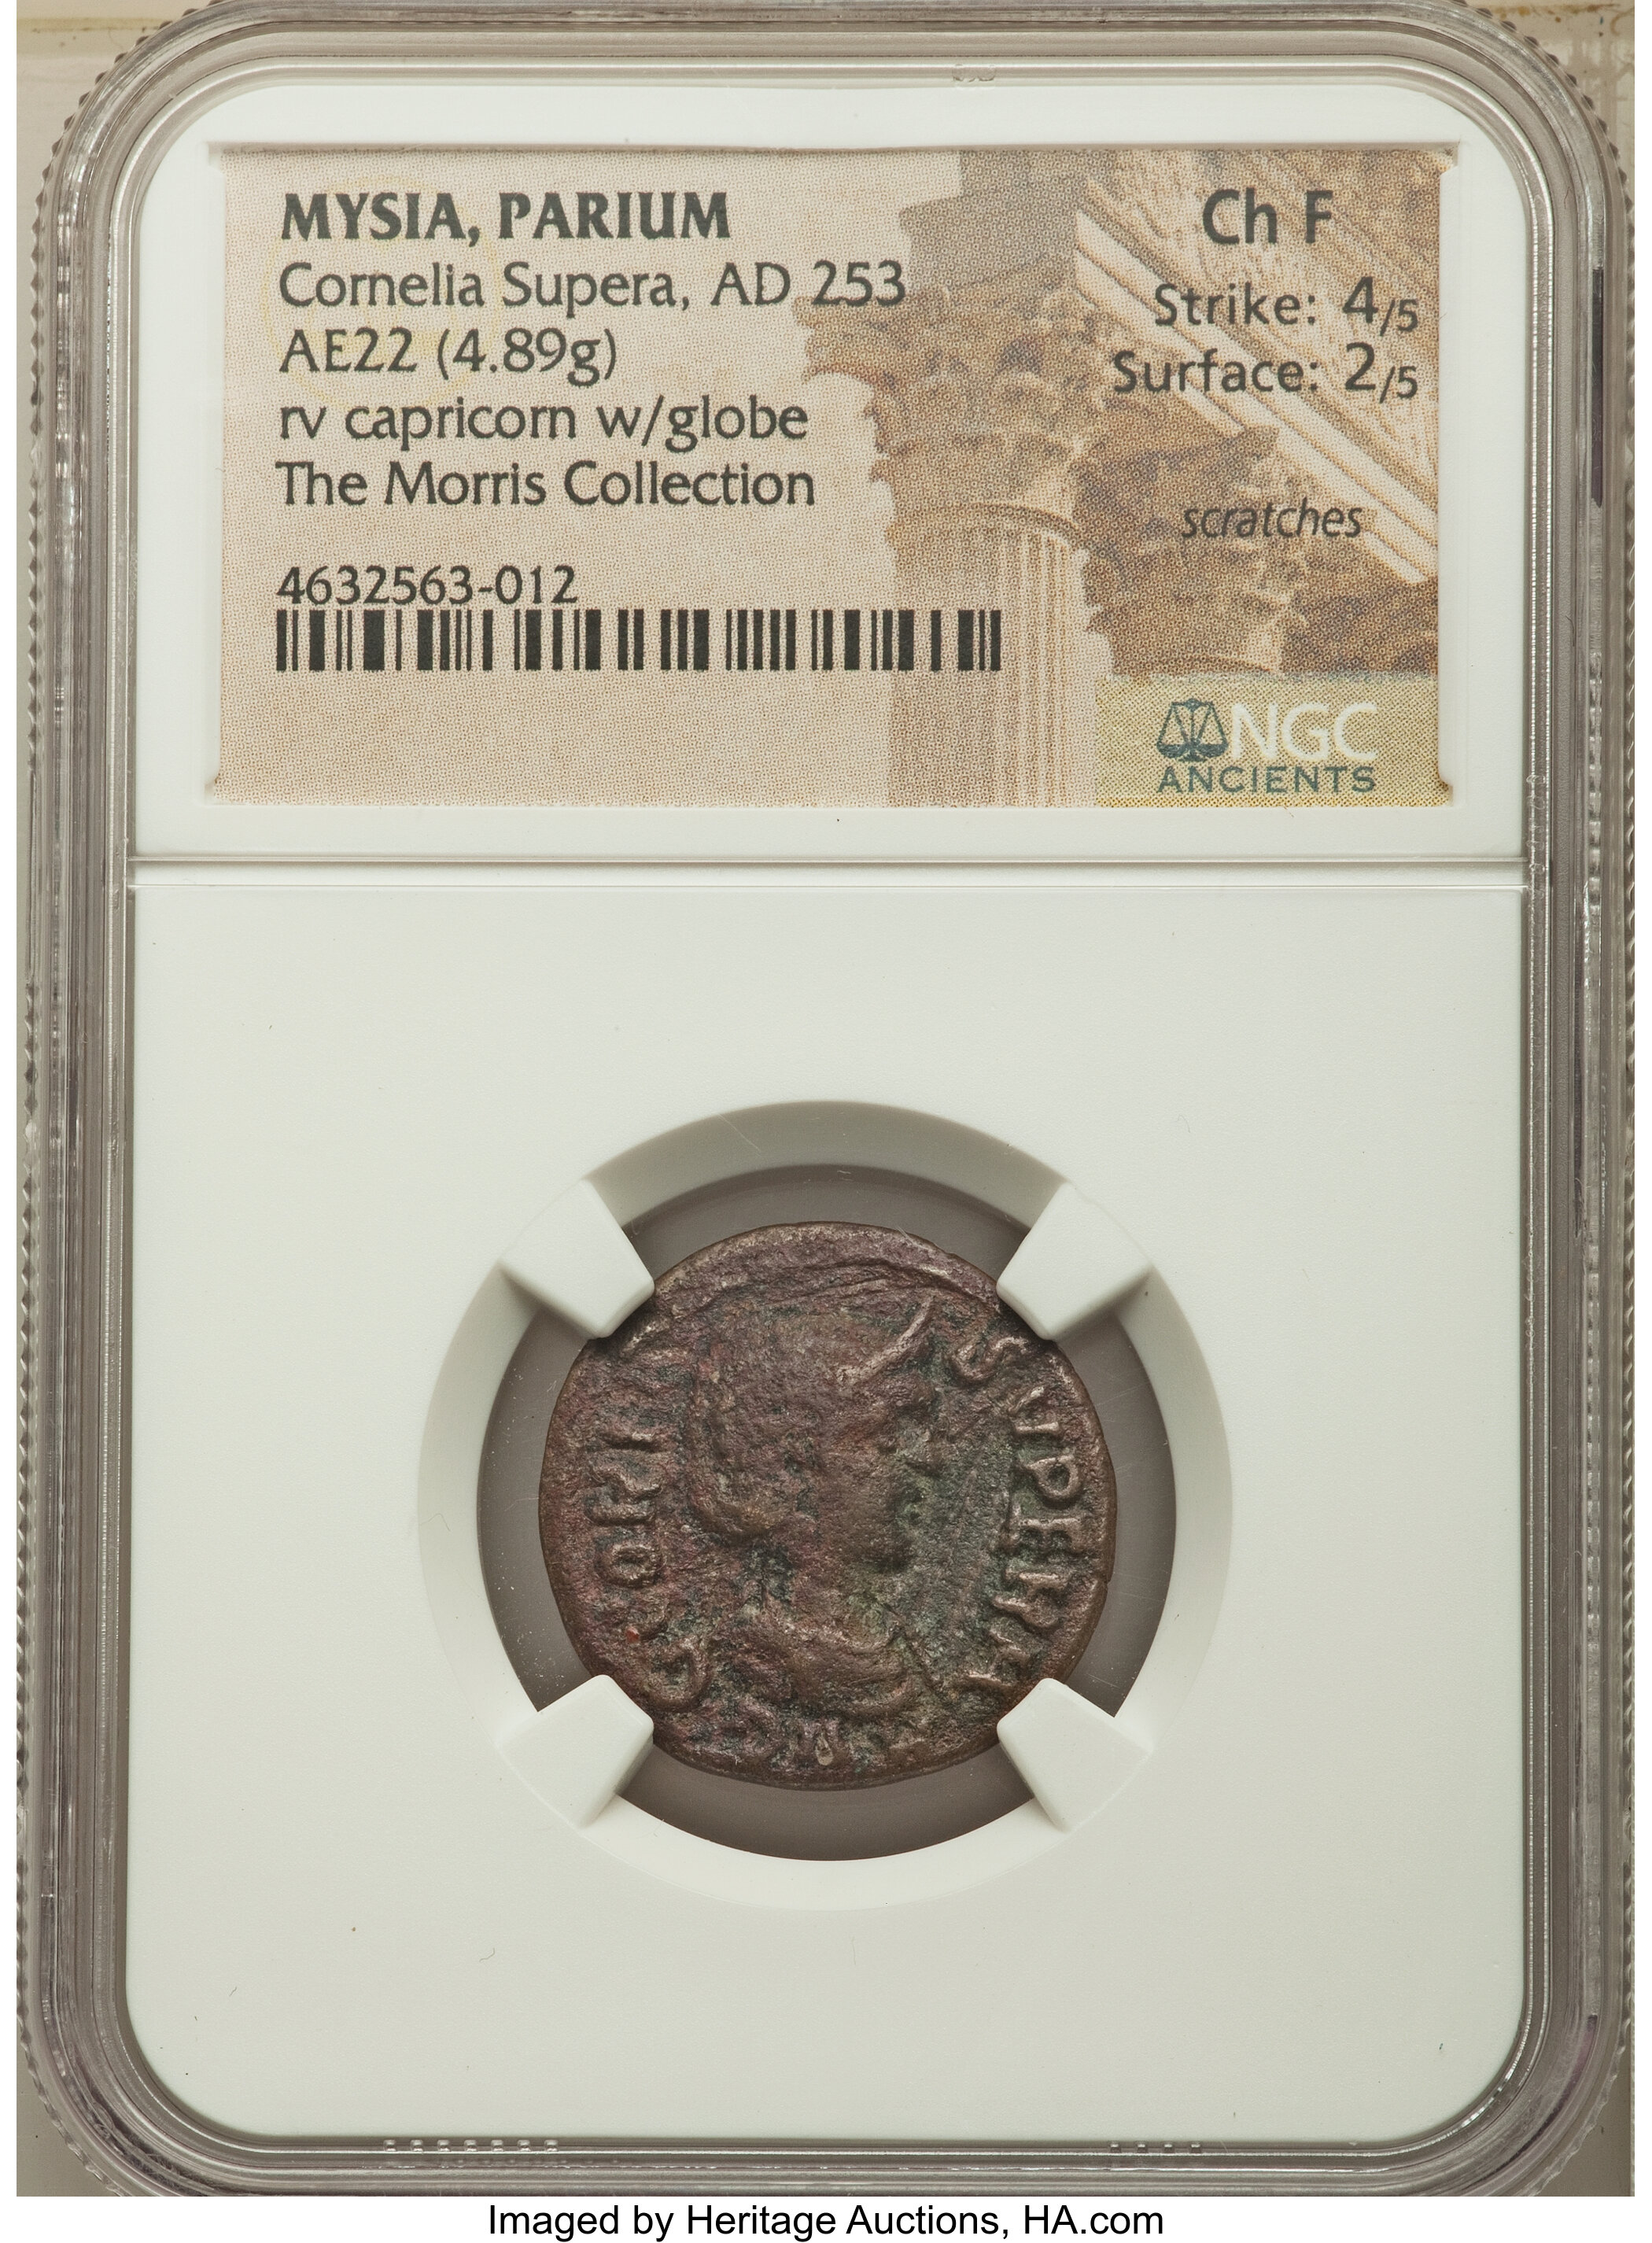 MYSIA, PARIUM
Cornelia Supera, AD 253
AE22 (4.89g)
rv capricorn w/globe
The Morris Collection
4632563-012
Ch F
Strike: 4/5
Surface: 2/5
scratches
NGC
ANCIENTS
SVPERA
Imaged by Heritage Auctions, HA.com